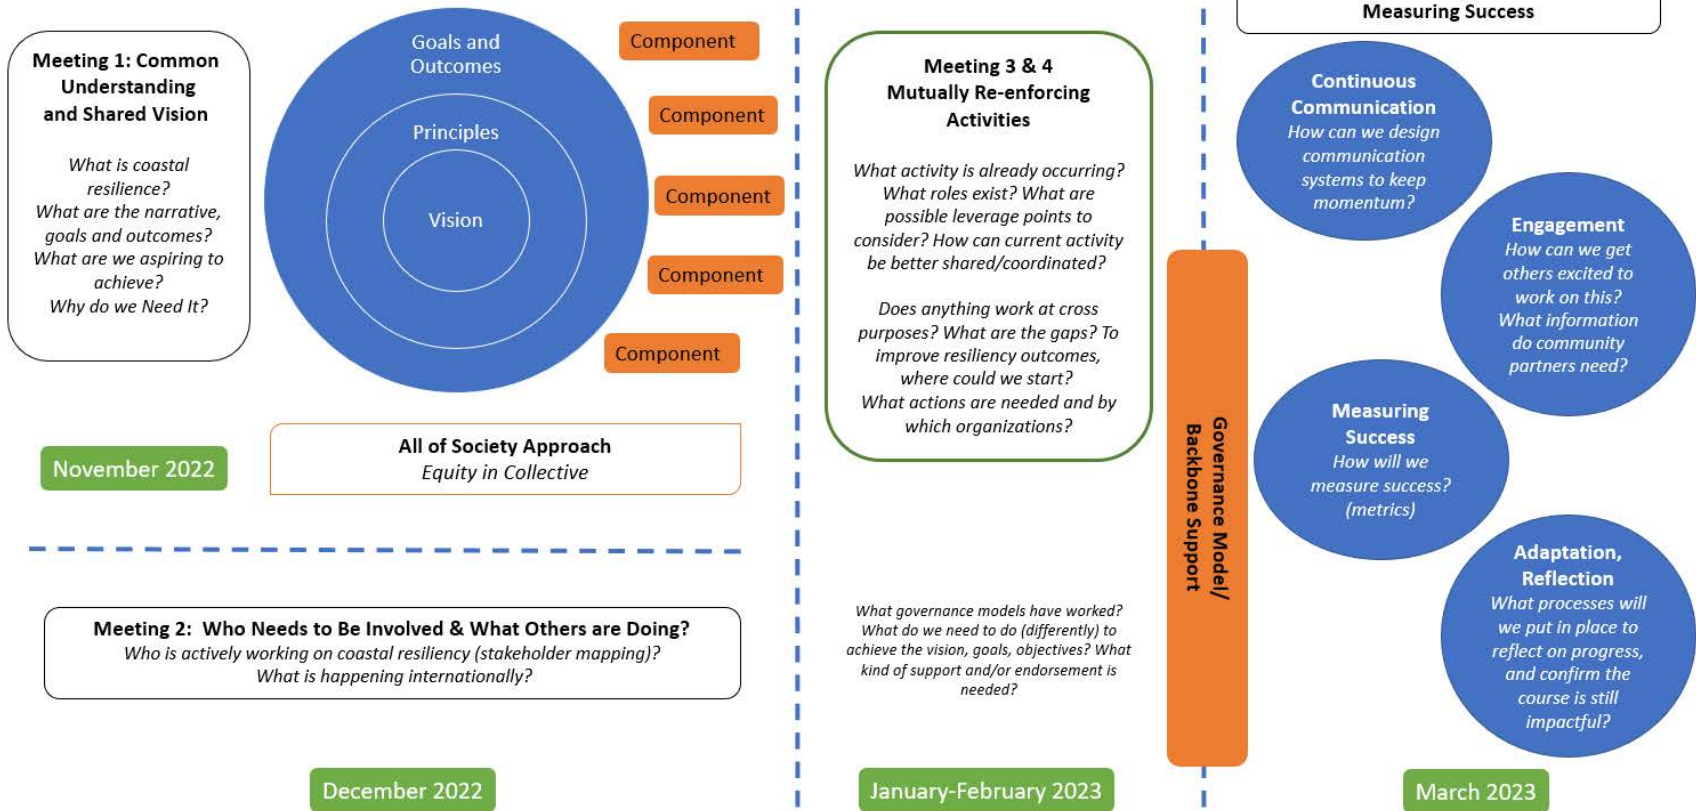 Meeting 1: Common
Understanding
and Shared Vision
What is coastal
resilience?
What are the narrative,
goals and outcomes?
What are we aspiring to
achieve?
Why do we Need It?
Goals and
Outcomes
Principles
Vision
Component
Component
Component
Component
Component
November 2022
All of Society Approach
Equity in Collective
Meeting 2:  Who Needs to Be Involved & What Others are Doing?
Who is actively working on coastal resiliency (stakeholder mapping)?
What is happening internationally?
December 2022
Meeting 3 & 4
Mutually Re-enforcing
Activities
What activity is already occurring?
What roles exist? What are
possible leverage points to
consider? How can current activity
be better shared/coordinated?
Does anything work at cross
purposes? What are the gaps? To
improve resiliency outcomes,
where could we start?
What actions are needed and by
which organizations?
What governance models have worked?
What do we need to do (differently) to
achieve the vision, goals, objectives? What
kind of support and/or endorsement is
needed?
January-February 2023
Governance Model/
Backbone Support
Measuring Success
Continuous
Communication
How can we design
communication
systems to keep
momentum?
Engagement
How can we get
others excited to
work on this?
What information
do community
partners need?
Measuring
Success
How will we
measure success?
(metrics)
Adaptation,
Reflection
What processes will
we put in place to
reflect on progress,
and confirm the
course is still
impactful?
March 2023